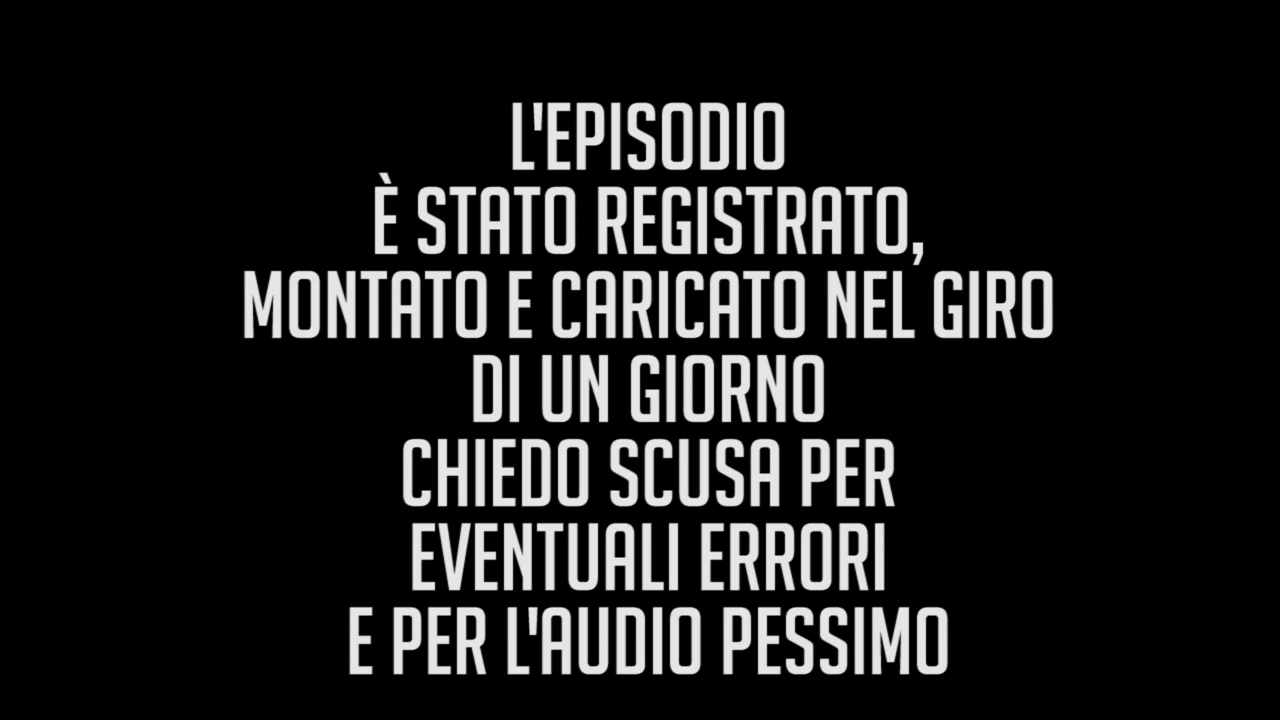 L'EPISODIO
È STATO REGISTRATO,
MONTATO E CARICATO NEL GIRO
DI UN GIORNO
CHIEDO SCUSA PER
EVENTUALI ERRORI
E PER L'AUDIO PESSIMO